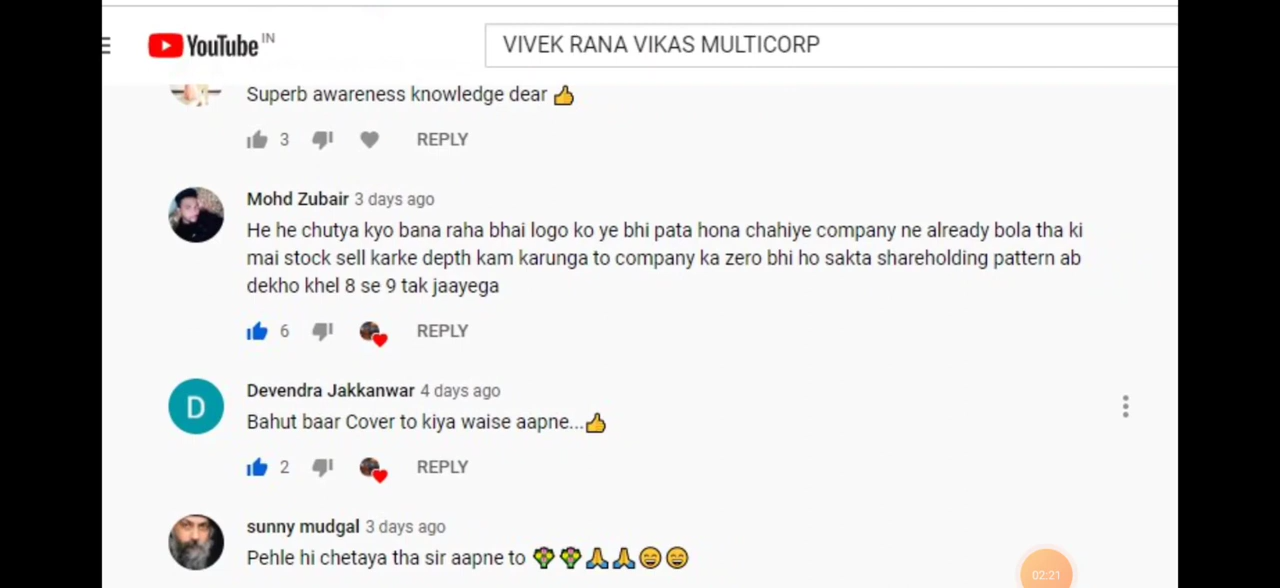 YouTube IN
VIVEK RANA VIKAS MULTICORP
Superb awareness knowledge dear 👍
3 REPLY
Mohd Zubair 3 days ago
He he chutya kyo bana raha bhai logo ko ye bhi pata hona chahiye company ne already bola tha ki
mai stock sell karke depth kam karunga to company ka zero bhi ho sakta shareholding pattern ab
dekho khel 8 se 9 tak jaayega
6 REPLY
Devendra Jakkanwar 4 days ago
D
Bahut baar Cover to kiya waise aapne...👍
2 REPLY
sunny mudgal 3 days ago
Pehle hi chetaya tha sir aapne to 💐💐🙏🙏😄😄
02:21